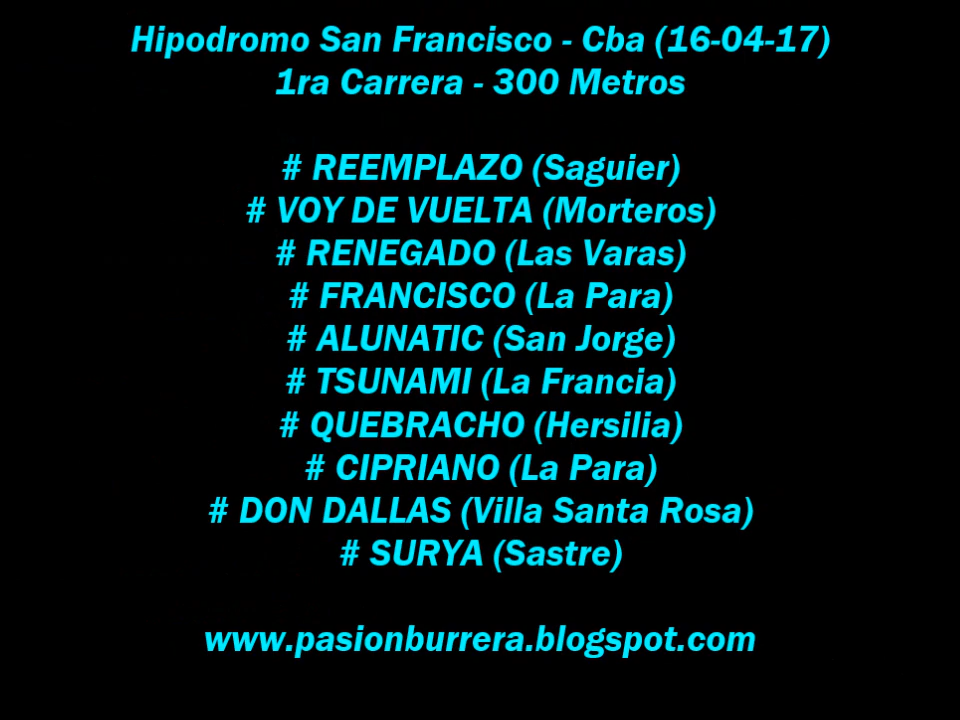 Hipodromo San Francisco - Cba (16-04-17)
1ra Carrera - 300 Metros
# REEMPLAZO (Saguier)
# VOY DE VUELTA (Morteros)
# RENEGADO (Las Varas)
# FRANCISCO (La Para)
# ALUNATIC (San Jorge)
# TSUNAMI (La Francia)
# QUEBRACHO (Hersilia)
# CIPRIANO (La Para)
# DON DALLAS (Villa Santa Rosa)
# SURYA (Sastre)
www.pasionburrera.blogspot.com